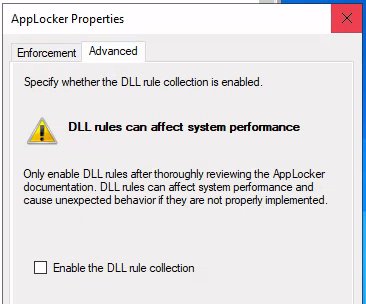 AppLocker Properties
Enforcement
Advanced
Specify whether the DLL rule collection is enabled.
DLL rules can affect system performance
Only enable DLL rules after thoroughly reviewing the AppLocker
documentation. DLL rules can affect system performance and
cause unexpected behavior if they are not properly implemented.
Enable the DLL rule collection